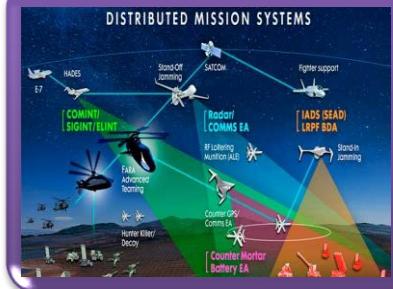 DISTRIBUTED MISSION SYSTEMS
HADES
Stand-Off
Jamming
SATCOM
Fighter support
E-7
[COMINT/
SIGINT/ELINT
[Radar/
COMMS EA
[IADS (SEAD)
LRPF BDA
RF Loitering
Munition (ALE)
Stand-in
Jamming
FARA
Advanced
Teaming
Counter GPS/
Comms EA
Hunter Killer/
Decoy
[Counter Mortar
Battery EA